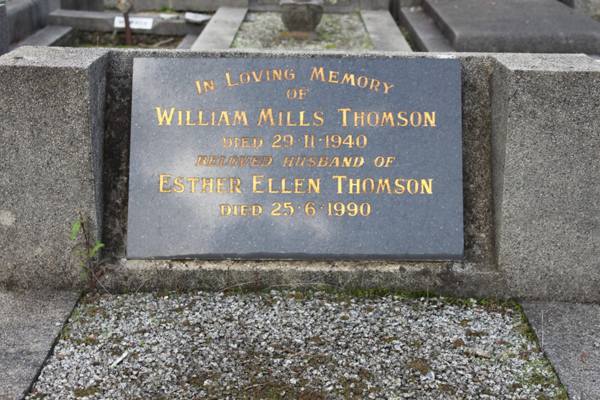 In Loving Memory
OF
William Mills Thomson
DIED 29·11·1940
BELOVED HUSBAND OF
Esther Ellen Thomson
DIED 25·6·1990